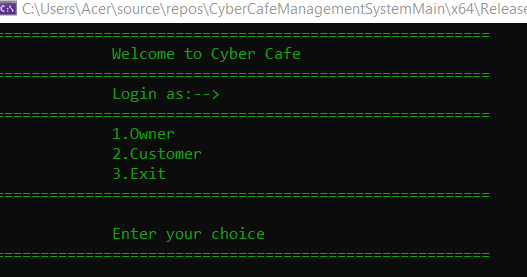 C:\Users\Acer\source\repos\CyberCafeManagementSystemMain\x64\Release
=====================================================
Welcome to Cyber Cafe
=====================================================
Login as:-->
=====================================================
1.Owner
2.Customer
3.Exit
=====================================================
Enter your choice
=====================================================